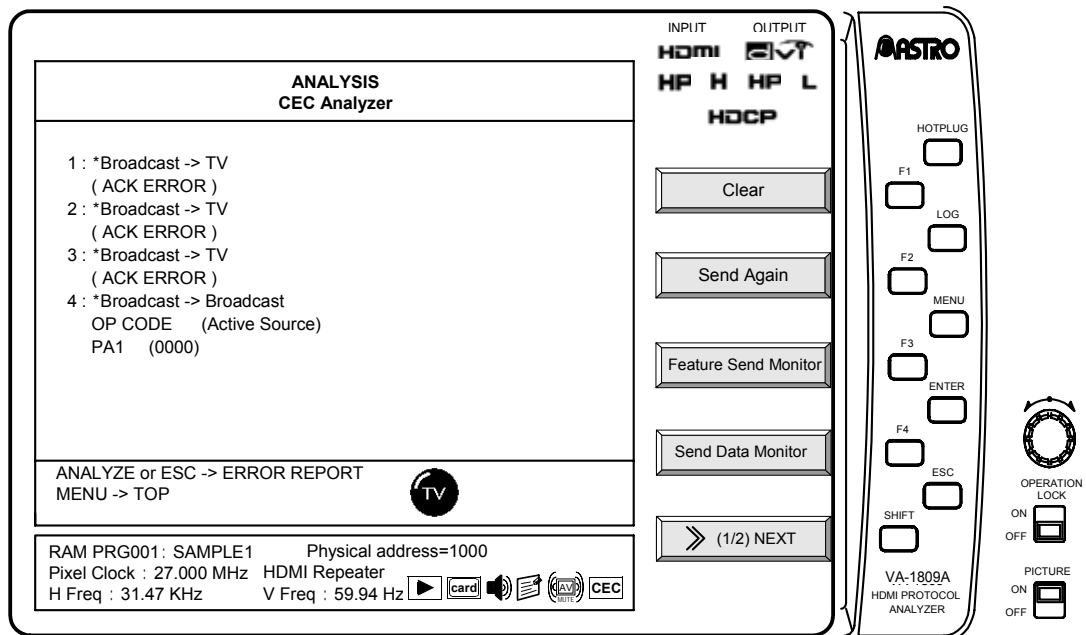 INPUT OUTPUT
HDMI DVI
HP H HP L
HDCP
ASTRO
ANALYSIS
CEC Analyzer
1 : *Broadcast -> TV
( ACK ERROR )
2 : *Broadcast -> TV
( ACK ERROR )
3 : *Broadcast -> TV
( ACK ERROR )
4 : *Broadcast -> Broadcast
OP CODE (Active Source)
PA1 (0000)
ANALYZE or ESC -> ERROR REPORT
MENU -> TOP
TV
RAM PRG001 : SAMPLE1 Physical address=1000
Pixel Clock : 27.000 MHz HDMI Repeater
H Freq : 31.47 KHz V Freq : 59.94 Hz
card
AV
MUTE
CEC
Clear
Send Again
Feature Send Monitor
Send Data Monitor
(1/2) NEXT
HOTPLUG
F1
LOG
F2
MENU
F3
ENTER
F4
ESC
SHIFT
VA-1809A
HDMI PROTOCOL
ANALYZER
OPERATION
LOCK
ON
OFF
PICTURE
ON
OFF